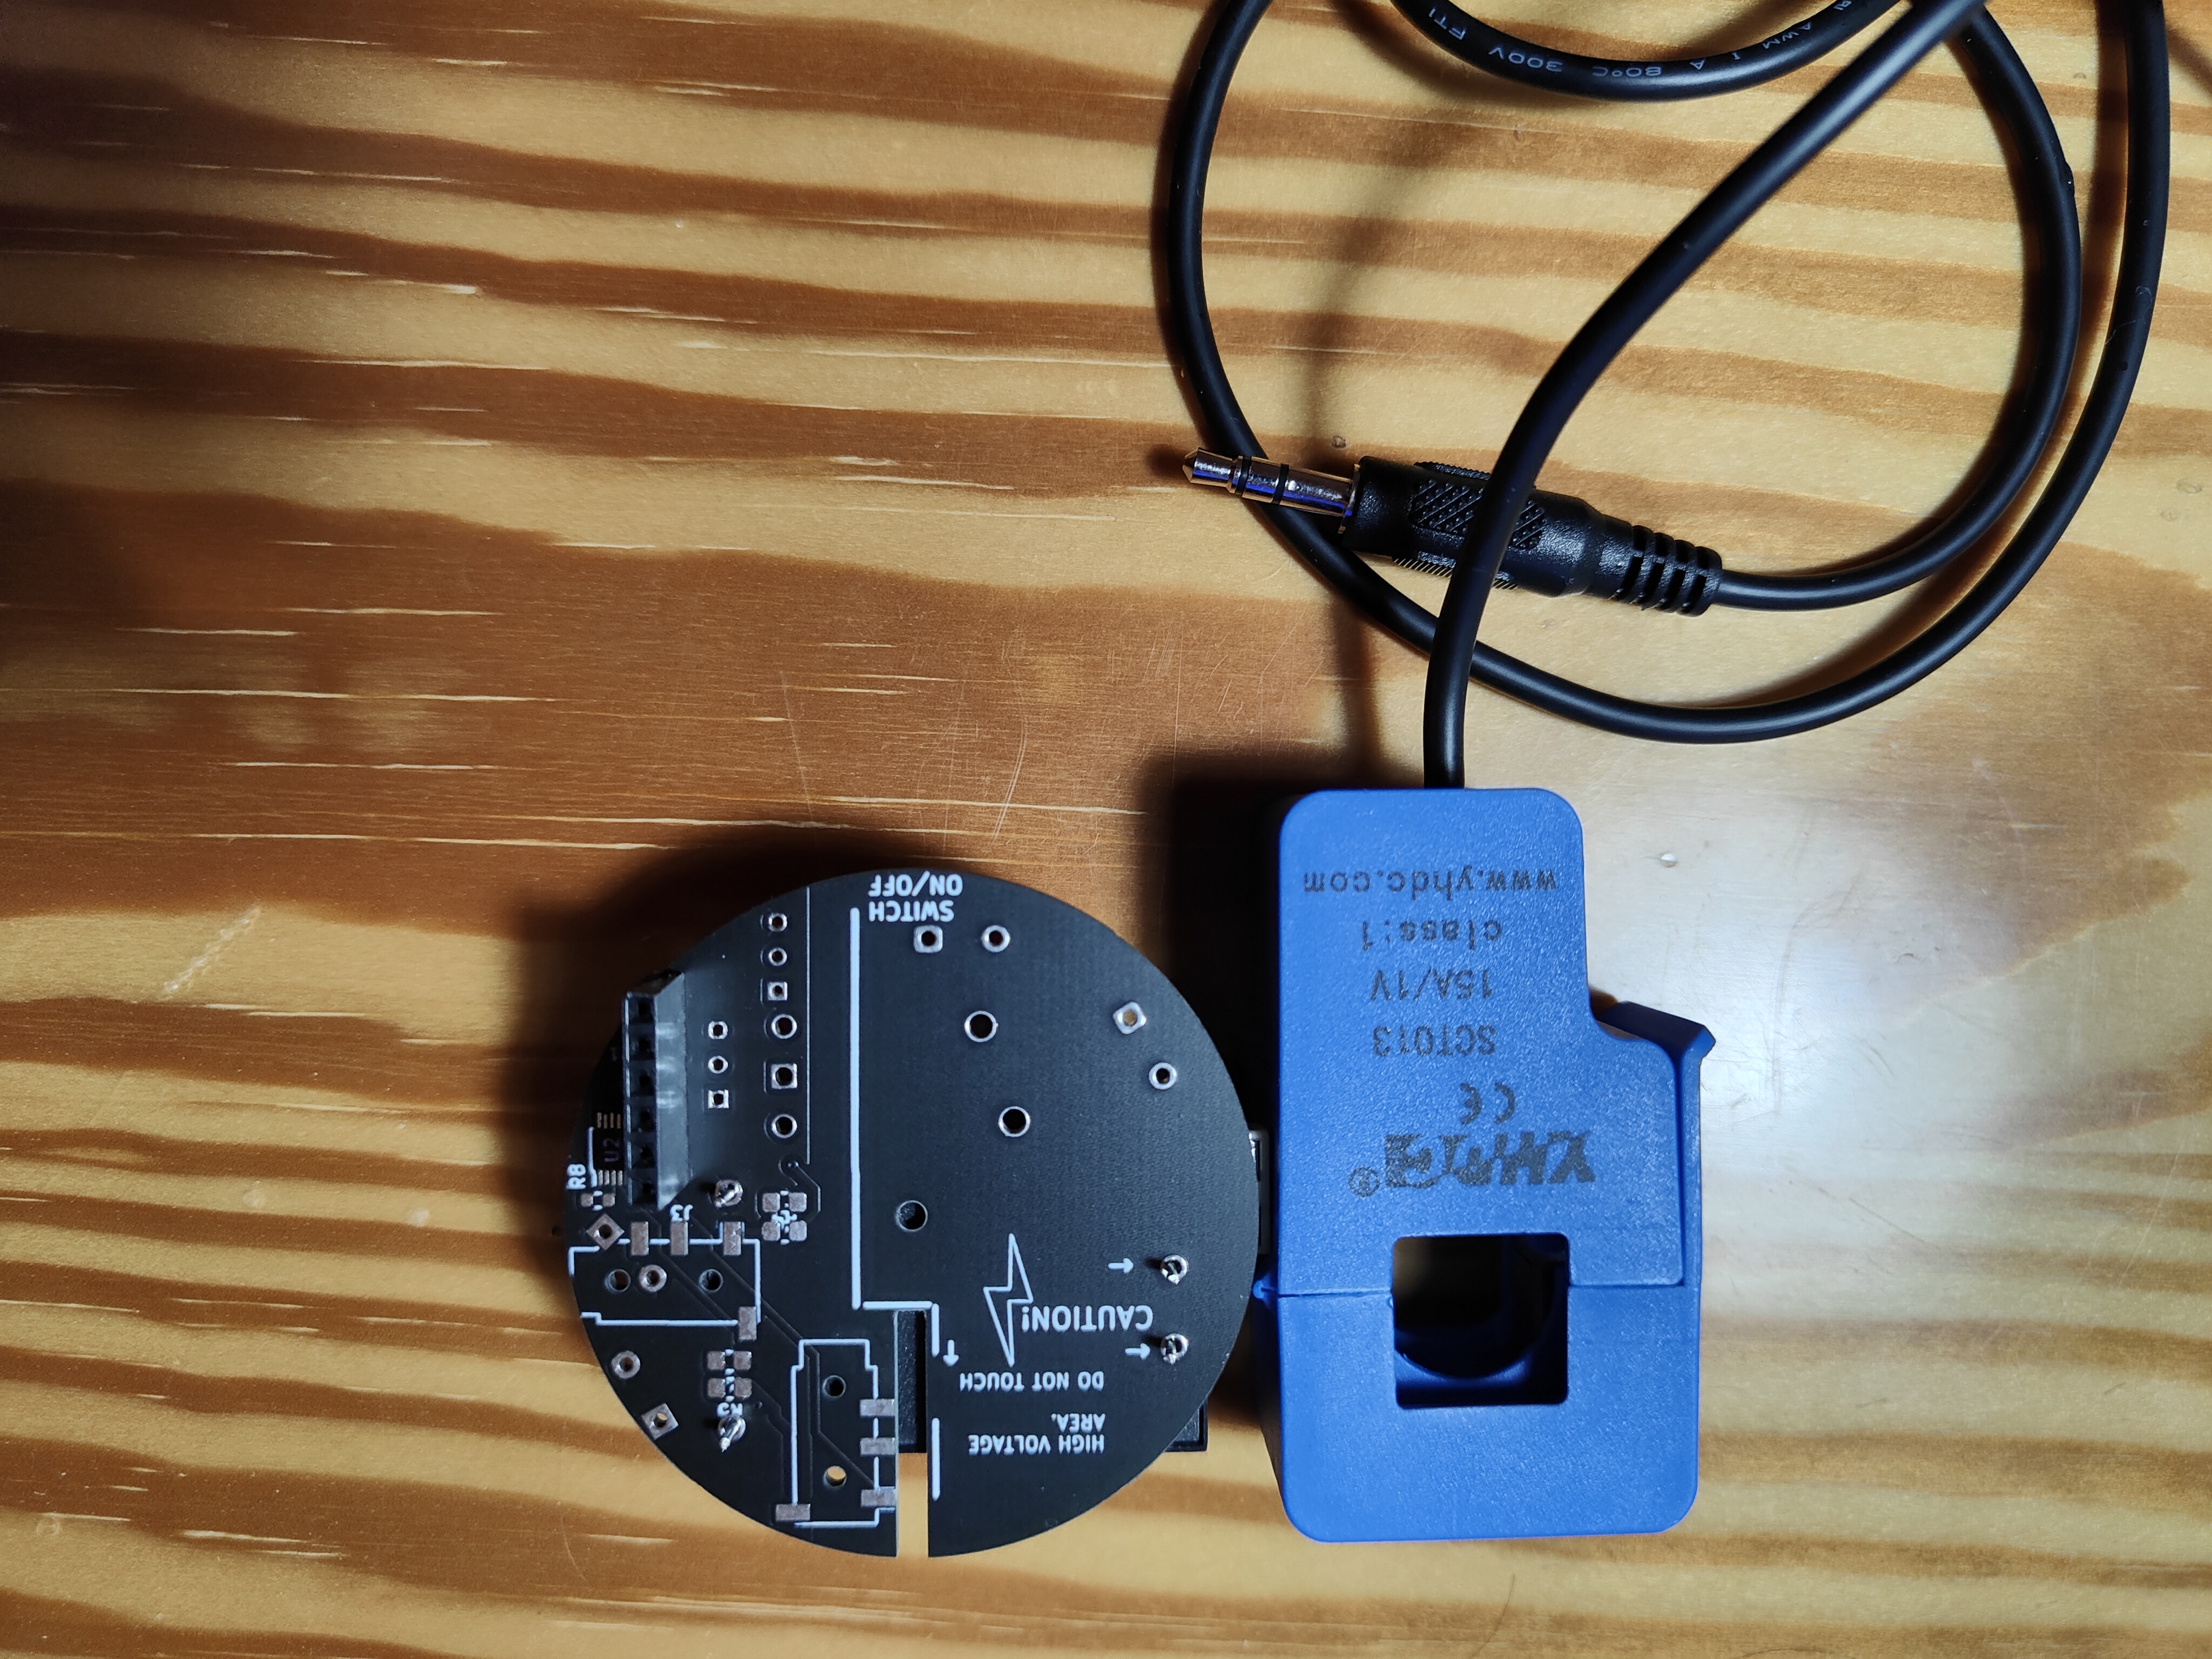 AWM I A 80°C 300V FT1
SWITCH
ON/OFF
U2
R8
J3
CAUTION!
DO NOT TOUCH
HIGH VOLTAGE
AREA.
YHDC®
CE
SCT013
15A/1V
class:1
www.yhdc.com